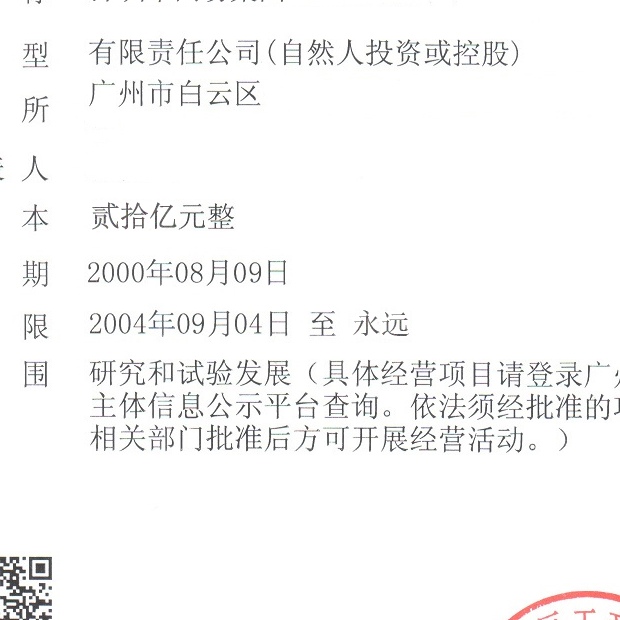 型 有限责任公司(自然人投资或控股)
所 广州市白云区
人
本 贰拾亿元整
期 2000年08月09日
限 2004年09月04日 至 永远
围 研究和试验发展（具体经营项目请登录广州
主体信息公示平台查询。依法须经批准的项
相关部门批准后方可开展经营活动。）